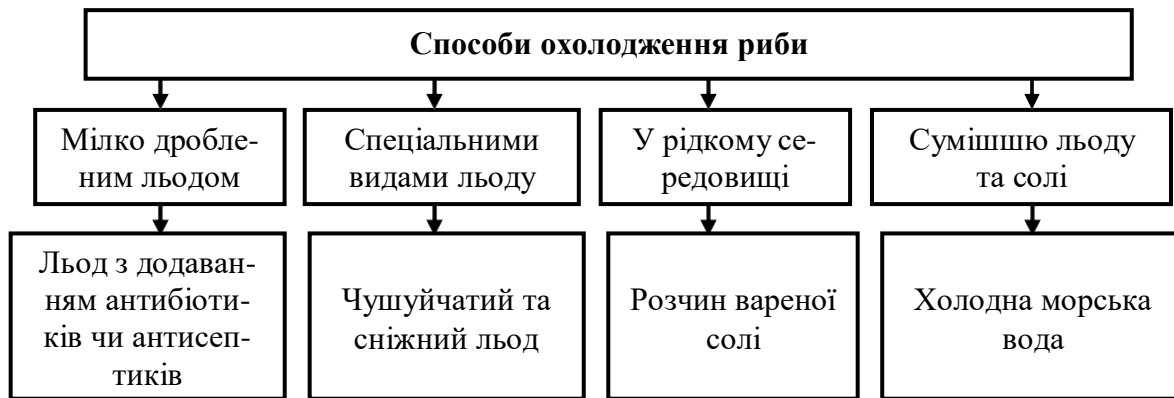 Способи охолодження риби
Мілко дробле-
ним льодом
Спеціальними
видами льоду
У рідкому се-
редовищі
Сумішшю льоду
та солі
Льод з додаван-
ням антибіоти-
ків чи антисеп-
тиків
Чушуйчатий та
сніжний льод
Розчин вареної
солі
Холодна морська
вода